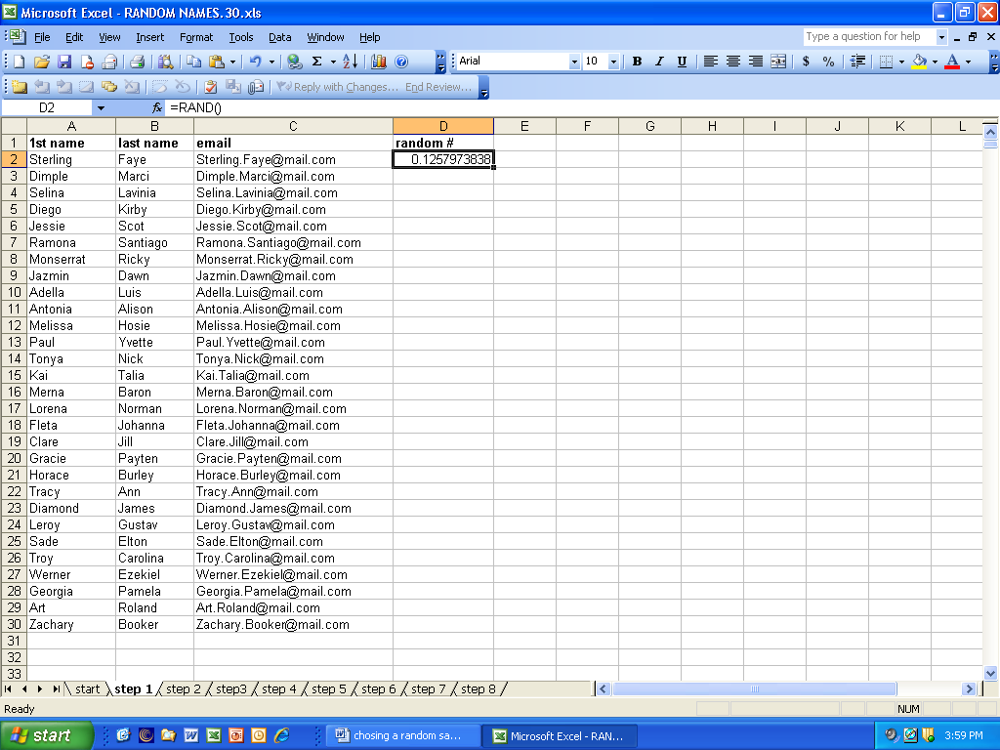 Microsoft Excel - RANDOM NAMES.30.xls
File Edit View Insert Format Tools Data Window Help Type a question for help
Arial 10 B I U $ %
Reply with Changes... End Review...
D2 fx =RAND()
A B C D E F G H I J K L
1 1st name last name email random #
2 Sterling Faye Sterling.Faye@mail.com 0.1257973838
3 Dimple Marci Dimple.Marci@mail.com
4 Selina Lavinia Selina.Lavinia@mail.com
5 Diego Kirby Diego.Kirby@mail.com
6 Jessie Scot Jessie.Scot@mail.com
7 Ramona Santiago Ramona.Santiago@mail.com
8 Monserrat Ricky Monserrat.Ricky@mail.com
9 Jazmin Dawn Jazmin.Dawn@mail.com
10 Adella Luis Adella.Luis@mail.com
11 Antonia Alison Antonia.Alison@mail.com
12 Melissa Hosie Melissa.Hosie@mail.com
13 Paul Yvette Paul.Yvette@mail.com
14 Tonya Nick Tonya.Nick@mail.com
15 Kai Talia Kai.Talia@mail.com
16 Merna Baron Merna.Baron@mail.com
17 Lorena Norman Lorena.Norman@mail.com
18 Fleta Johanna Fleta.Johanna@mail.com
19 Clare Jill Clare.Jill@mail.com
20 Gracie Payten Gracie.Payten@mail.com
21 Horace Burley Horace.Burley@mail.com
22 Tracy Ann Tracy.Ann@mail.com
23 Diamond James Diamond.James@mail.com
24 Leroy Gustav Leroy.Gustav@mail.com
25 Sade Elton Sade.Elton@mail.com
26 Troy Carolina Troy.Carolina@mail.com
27 Werner Ezekiel Werner.Ezekiel@mail.com
28 Georgia Pamela Georgia.Pamela@mail.com
29 Art Roland Art.Roland@mail.com
30 Zachary Booker Zachary.Booker@mail.com
31
32
33
start step 1 step 2 step3 step 4 step 5 step 6 step 7 step 8
Ready NUM
start chosing a random sa... Microsoft Excel - RAN... 3:59 PM